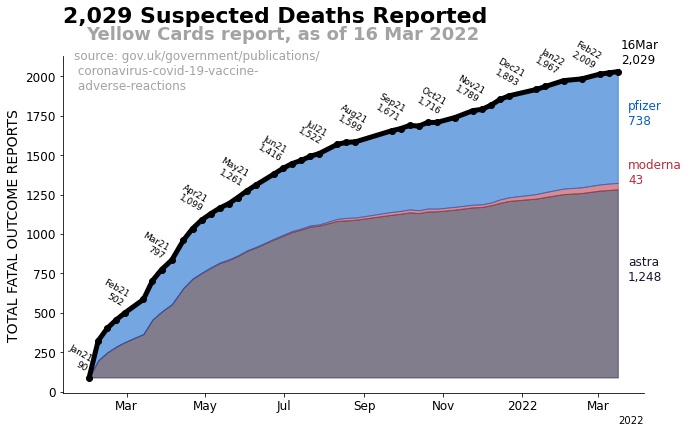 2,029 Suspected Deaths Reported
Yellow Cards report, as of 16 Mar 2022
source: gov.uk/government/publications/
coronavirus-covid-19-vaccine-
adverse-reactions
TOTAL FATAL OUTCOME REPORTS
2000
1750
1500
1250
1000
750
500
250
0
Jan21
90
Feb21
502
Mar21
797
Apr21
1,099
May21
1,261
Jun21
1,416
Jul21
1,522
Aug21
1,599
Sep21
1,671
Oct21
1,716
Nov21
1,789
Dec21
1,893
Jan22
1,967
Feb22
2,009
16Mar
2,029
pfizer
738
moderna
43
astra
1,248
Mar
May
Jul
Sep
Nov
2022
Mar
2022